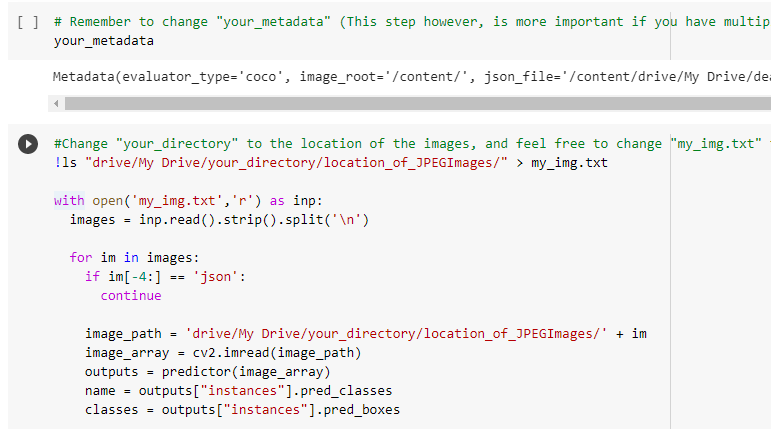 [ ] # Remember to change "your_metadata" (This step however, is more important if you have multip
your_metadata
Metadata(evaluator_type='coco', image_root='/content/', json_file='/content/drive/My Drive/dea
#Change "your_directory" to the location of the images, and feel free to change "my_img.txt"
!ls "drive/My Drive/your_directory/location_of_JPEGImages/" > my_img.txt
with open('my_img.txt','r') as inp:
  images = inp.read().strip().split('\n')
  for im in images:
    if im[-4:] == 'json':
      continue
    image_path = 'drive/My Drive/your_directory/location_of_JPEGImages/' + im
    image_array = cv2.imread(image_path)
    outputs = predictor(image_array)
    name = outputs["instances"].pred_classes
    classes = outputs["instances"].pred_boxes